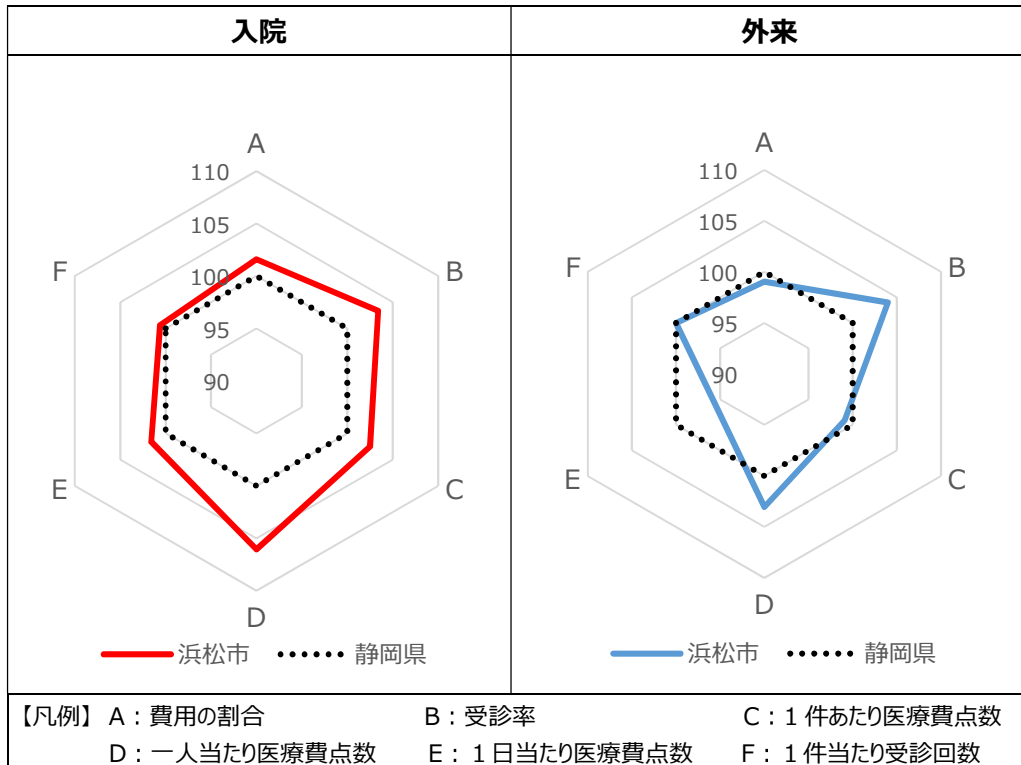 入院
外来
A
110
105
100
95
90
F
B
E
C
D
浜松市
静岡県
A
110
105
100
95
90
F
B
E
C
D
浜松市
静岡県
【凡例】 A：費用の割合 B：受診率 C：1 件あたり医療費点数
D：一人当たり医療費点数 E：1日当たり医療費点数 F：1件当たり受診回数